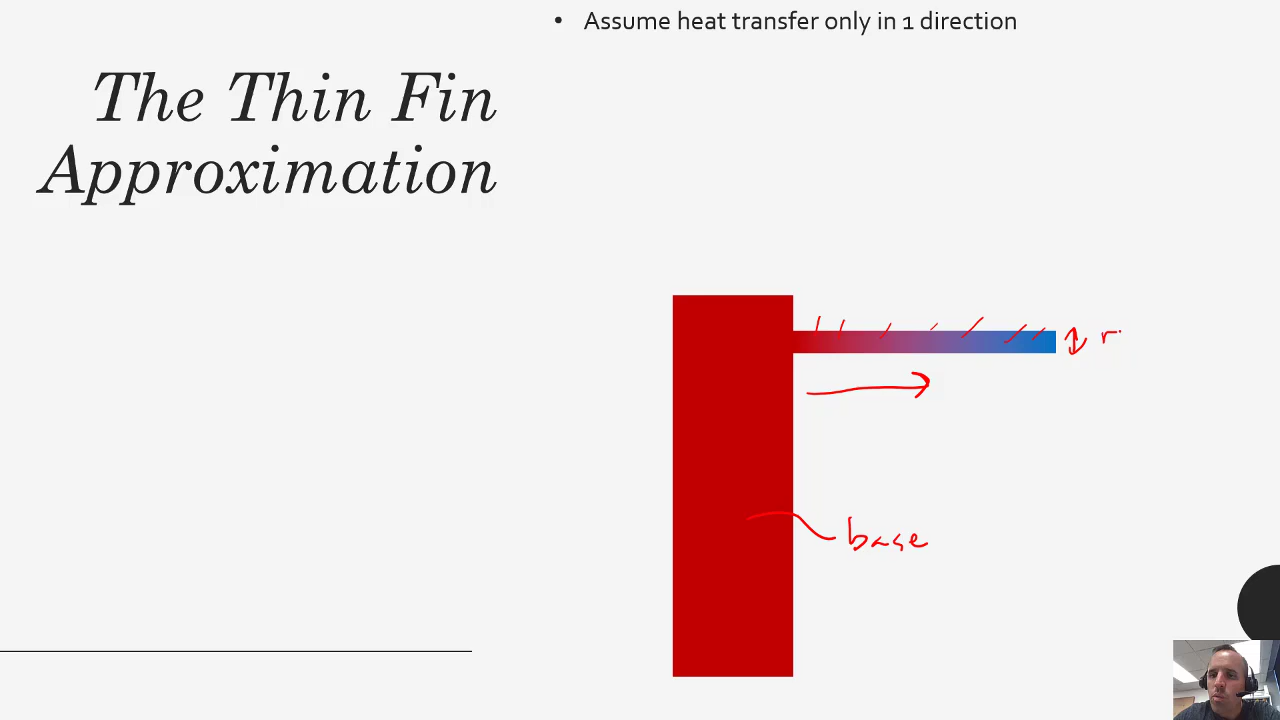 • Assume heat transfer only in 1 direction
The Thin Fin
Approximation
r
base